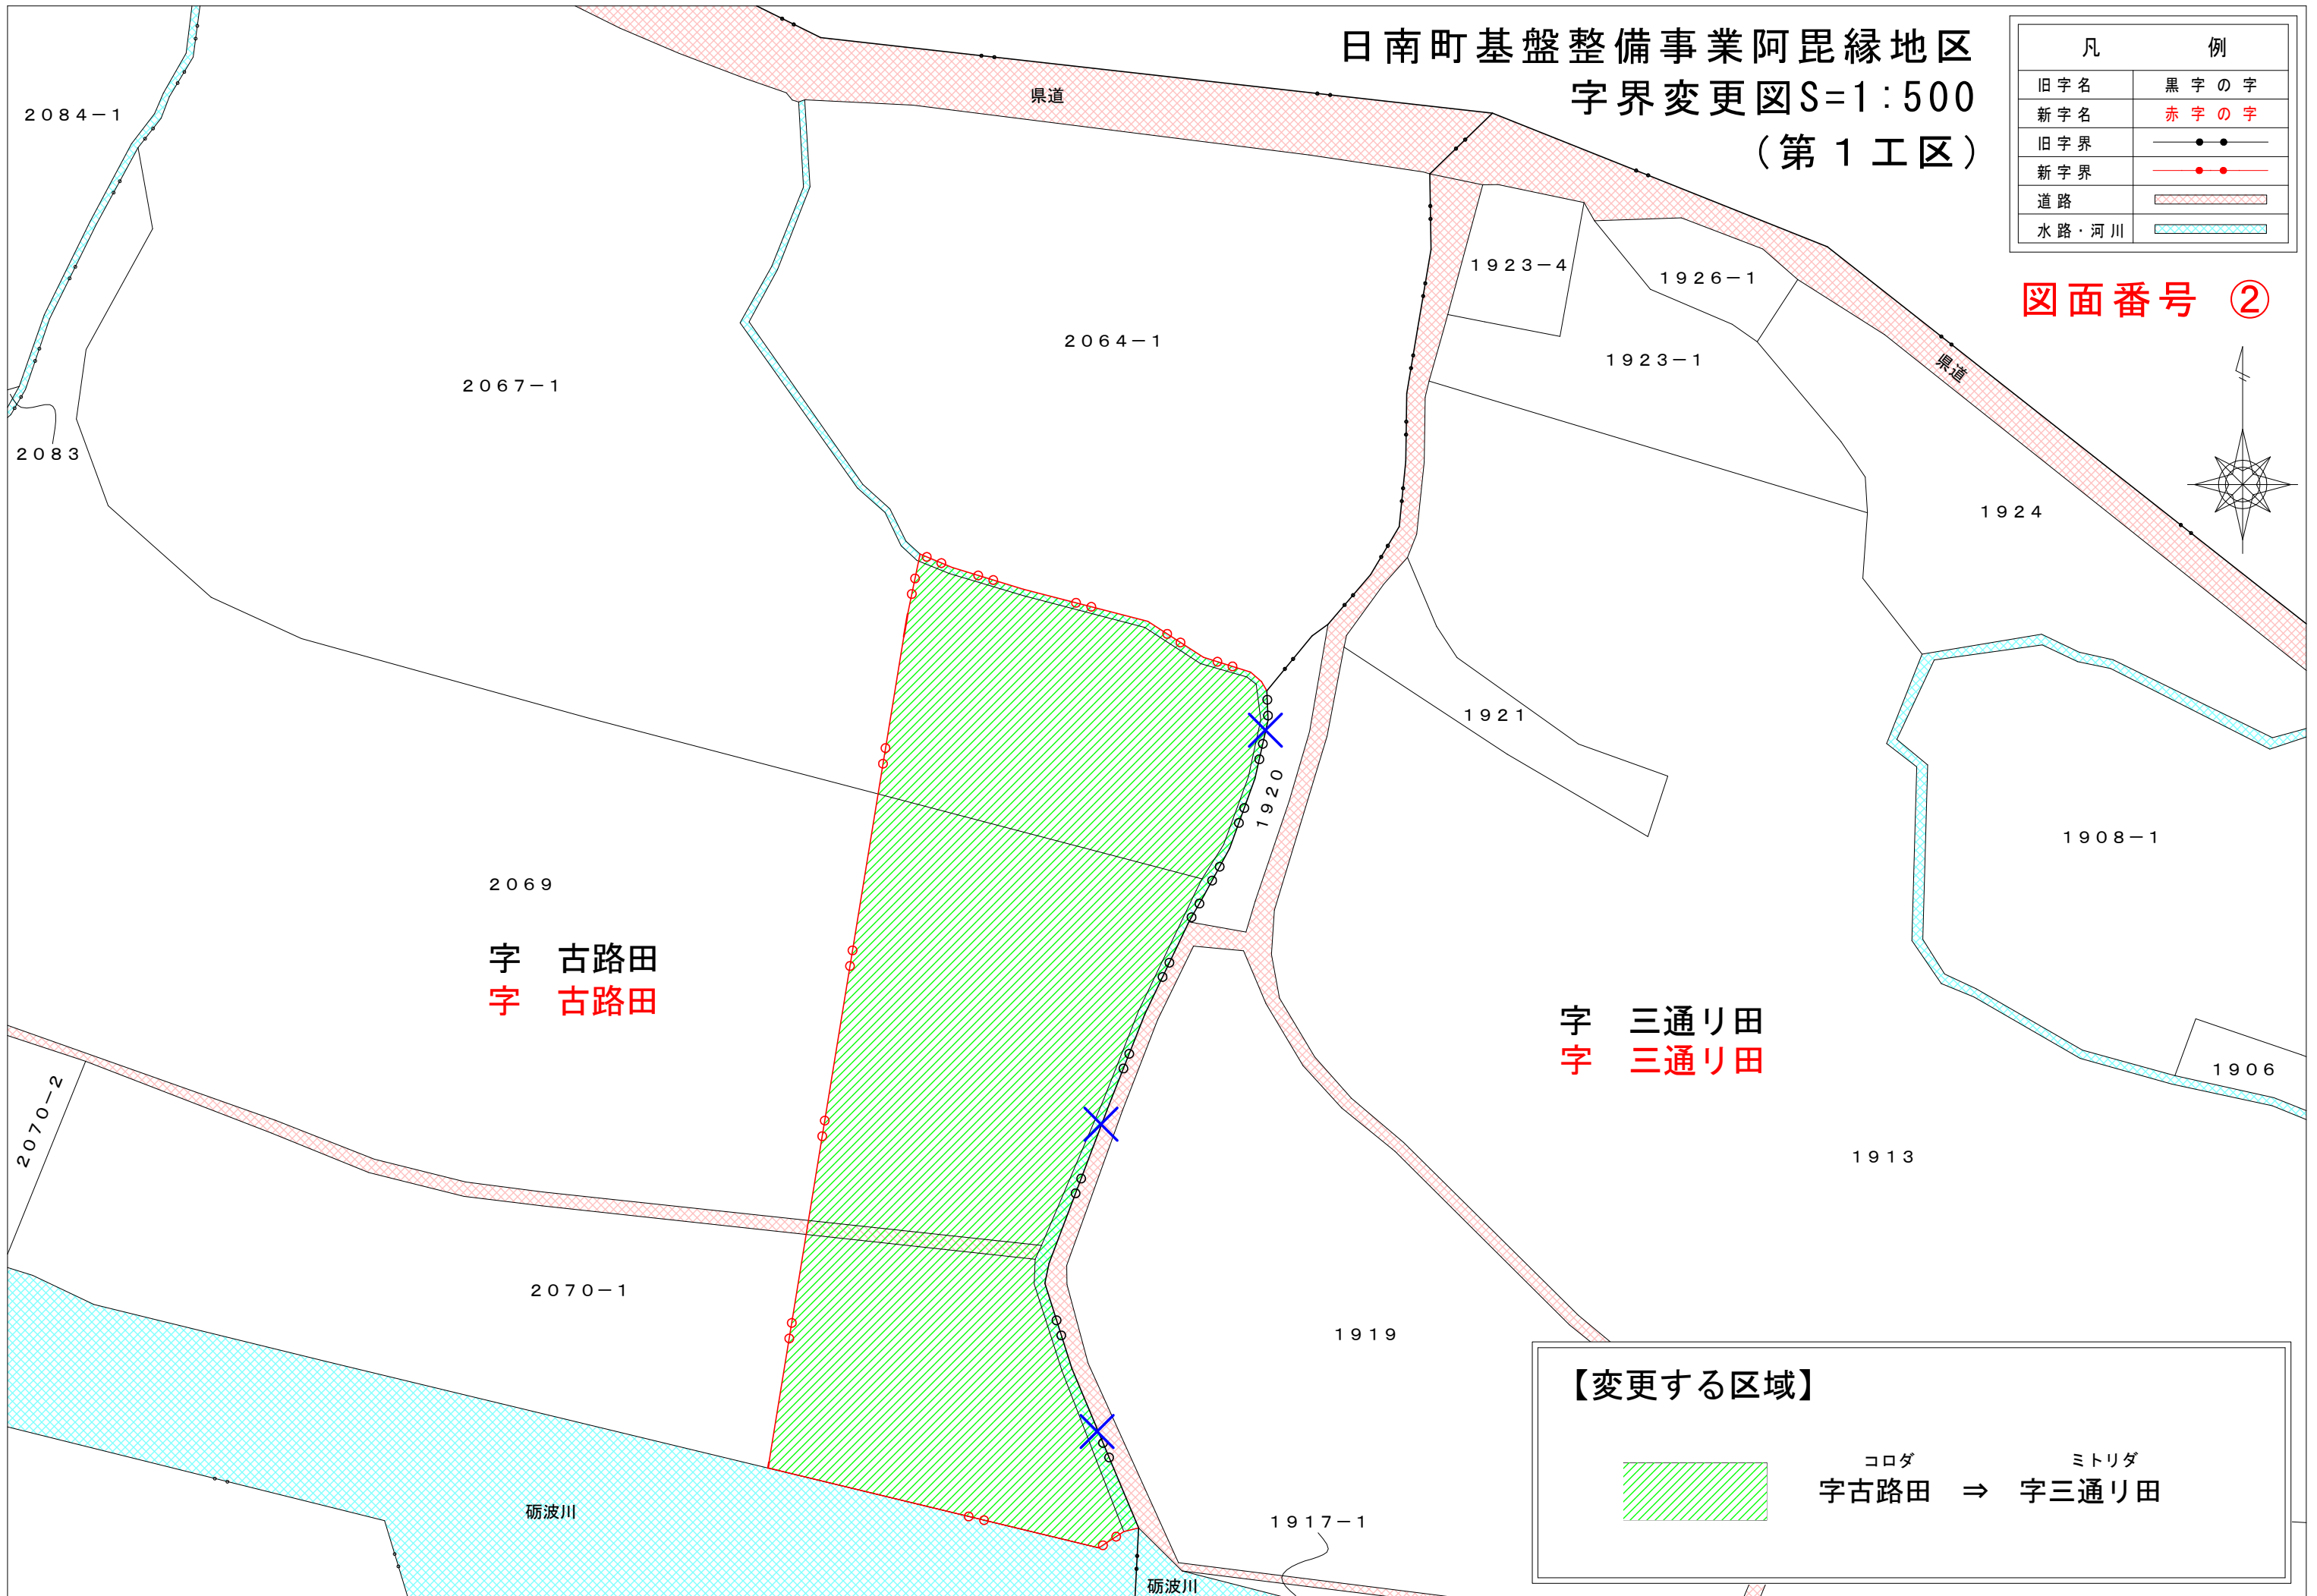 日南町基盤整備事業阿毘縁地区
字界変更図S=1:500
（第1工区）
凡　例
旧字名　黒字の字
新字名　赤字の字
旧字界
新字界
道路
水路・河川
図面番号　②
県道
県道
2084－1
2083
2067－1
2064－1
1923－4
1926－1
1923－1
1924
1921
1920
1908－1
1906
2069
字　古路田
字　古路田
字　三通リ田
字　三通リ田
2070－2
2070－1
1913
1919
1917－1
砺波川
砺波川
【変更する区域】
コロダ　ミトリダ
字古路田　⇒　字三通リ田